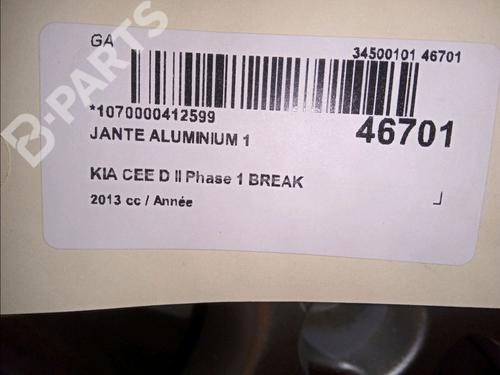 GA
34500101 46701
*1070000412599
46701
JANTE ALUMINIUM 1
KIA CEE D II Phase 1 BREAK
2013 cc / Année
B-PARTS